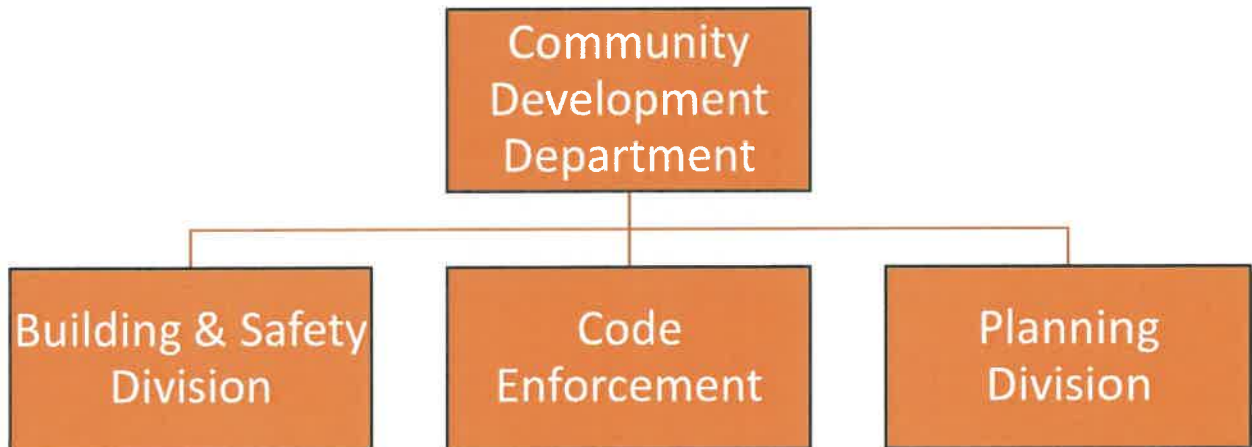 Community
Development
Department
Building & Safety
Division
Code
Enforcement
Planning
Division